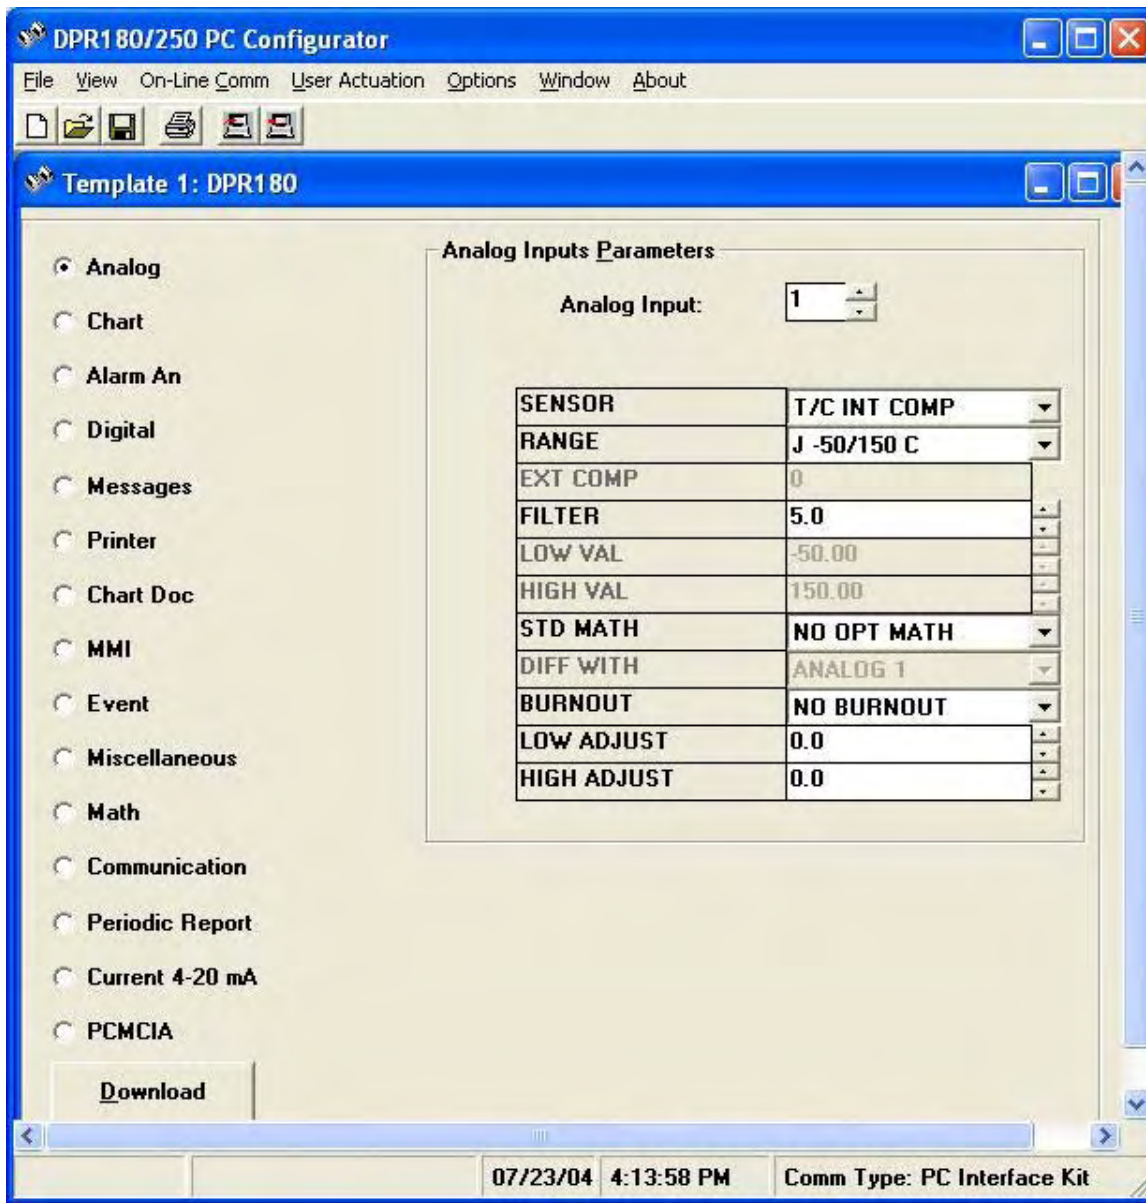 DPR180/250 PC Configurator
File View On-Line Comm User Actuation Options Window About
Template 1: DPR180
Analog
Chart
Alarm An
Digital
Messages
Printer
Chart Doc
MMI
Event
Miscellaneous
Math
Communication
Periodic Report
Current 4-20 mA
PCMCIA
Download
Analog Inputs Parameters
Analog Input: 1
SENSOR T/C INT COMP
RANGE J -50/150 C
EXT COMP 0
FILTER 5.0
LOW VAL -50.00
HIGH VAL 150.00
STD MATH NO OPT MATH
DIFF WITH ANALOG 1
BURNOUT NO BURNOUT
LOW ADJUST 0.0
HIGH ADJUST 0.0
07/23/04 4:13:58 PM Comm Type: PC Interface Kit